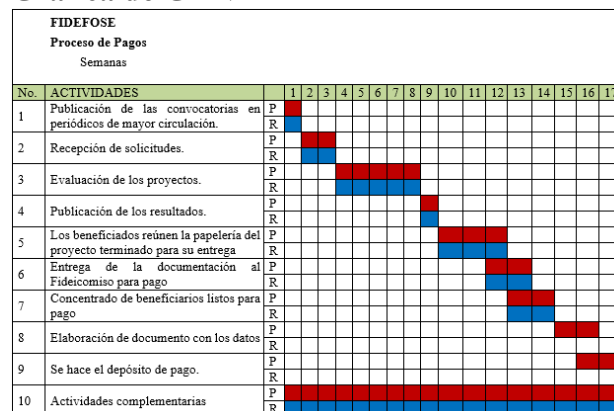 FIDEFOSE
Proceso de Pagos
Semanas
No. ACTIVIDADES 1 2 3 4 5 6 7 8 9 10 11 12 13 14 15 16 17
1 Publicación de las convocatorias en P
periódicos de mayor circulación. R
2 Recepción de solicitudes. P
R
3 Evaluación de los proyectos. P
R
4 Publicación de los resultados. P
R
5 Los beneficiados reúnen la papelería del P
proyecto terminado para su entrega R
6 Entrega de la documentación al P
Fideicomiso para pago R
7 Concentrado de beneficiarios listos para P
pago R
8 Elaboración de documento con los datos P
R
9 Se hace el depósito de pago. P
R
10 Actividades complementarias P
R